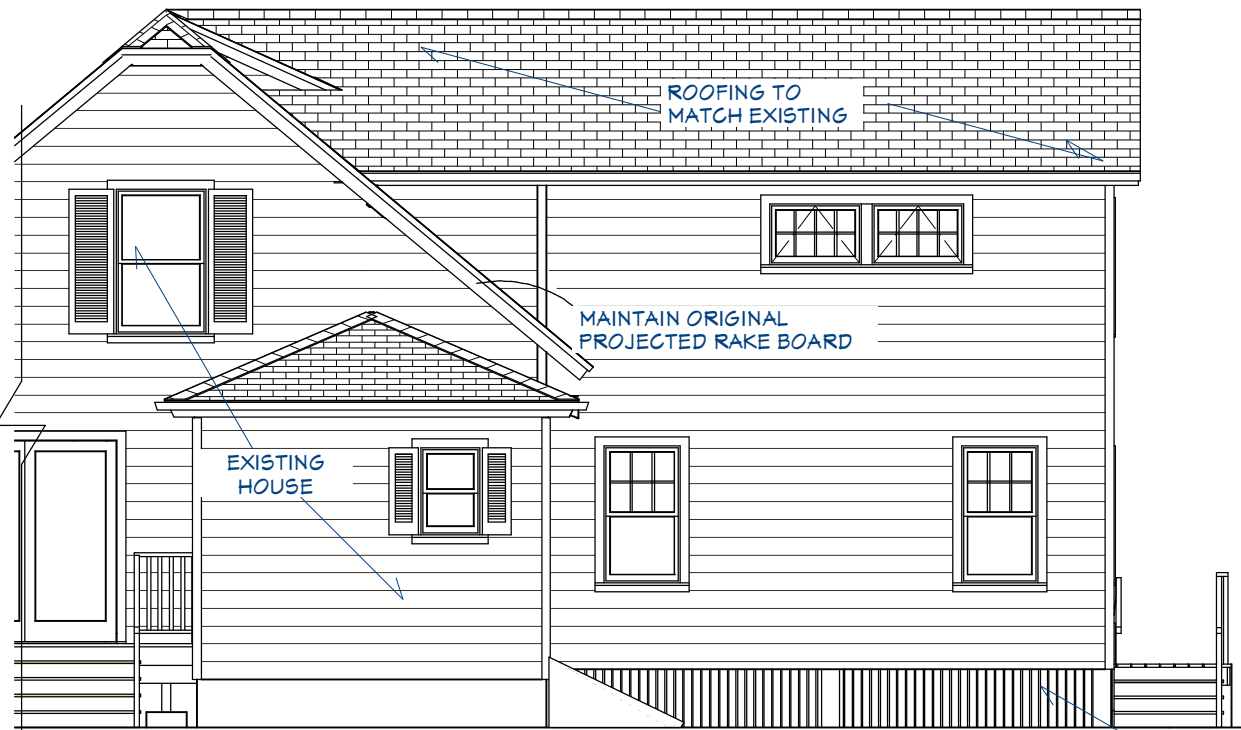 ROOFING TO
MATCH EXISTING
MAINTAIN ORIGINAL
PROJECTED RAKE BOARD
EXISTING
HOUSE